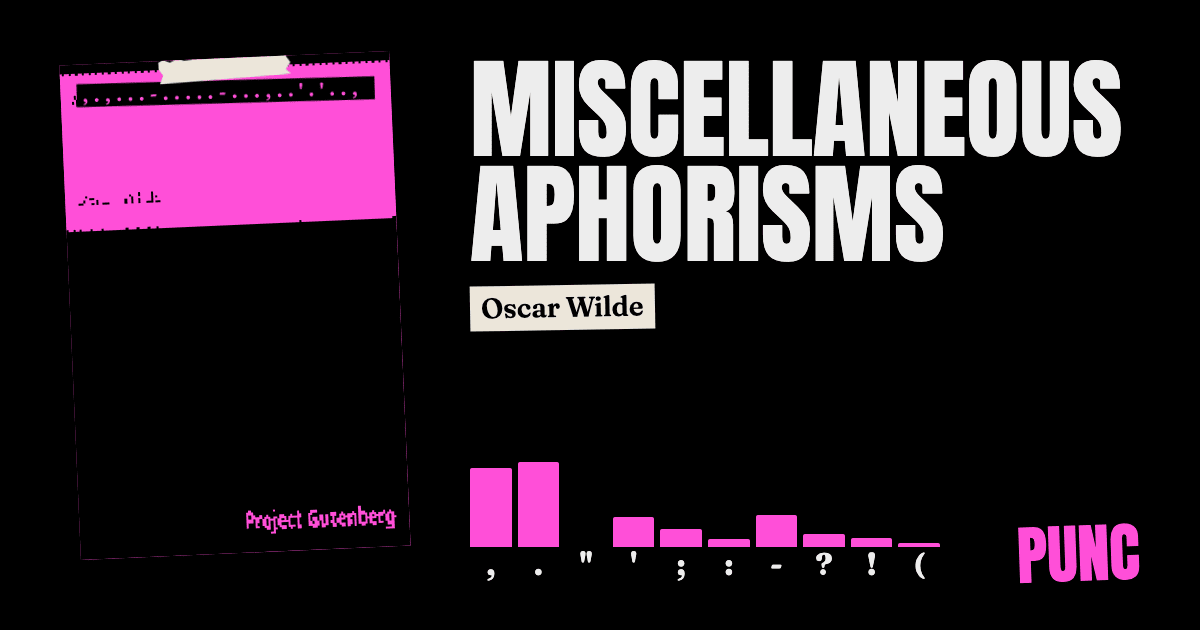 MISCELLANEOUS
APHORISMS
Oscar Wilde
Project Gutenberg
, . " ' ; : - ? ! (
PUNC